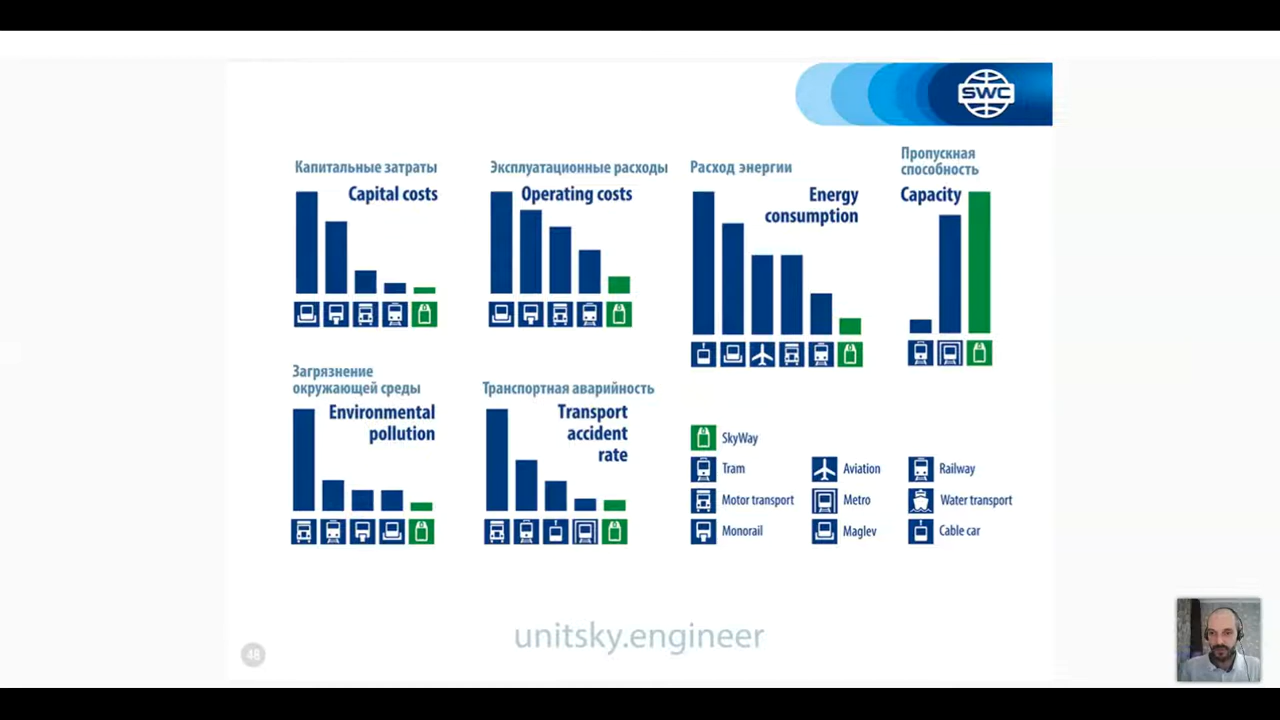 SWC
Капитальные затраты
Capital costs
Эксплуатационные расходы
Operating costs
Расход энергии
Energy
consumption
Пропускная
способность
Capacity
Загрязнение
окружающей среды
Environmental
pollution
Транспортная аварийность
Transport
accident
rate
SkyWay
Tram
Aviation
Railway
Motor transport
Metro
Water transport
Monorail
Maglev
Cable car
unitsky.engineer
48